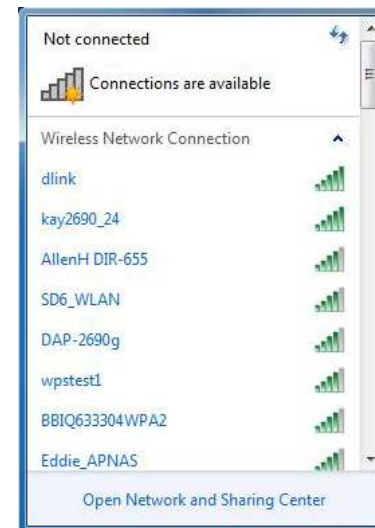 Not connected
Connections are available
Wireless Network Connection
dlink
kay2690_24
AllenH DIR-655
SD6_WLAN
DAP-2690g
wpstest1
BBIQ633304WPA2
Eddie_APNAS
Open Network and Sharing Center